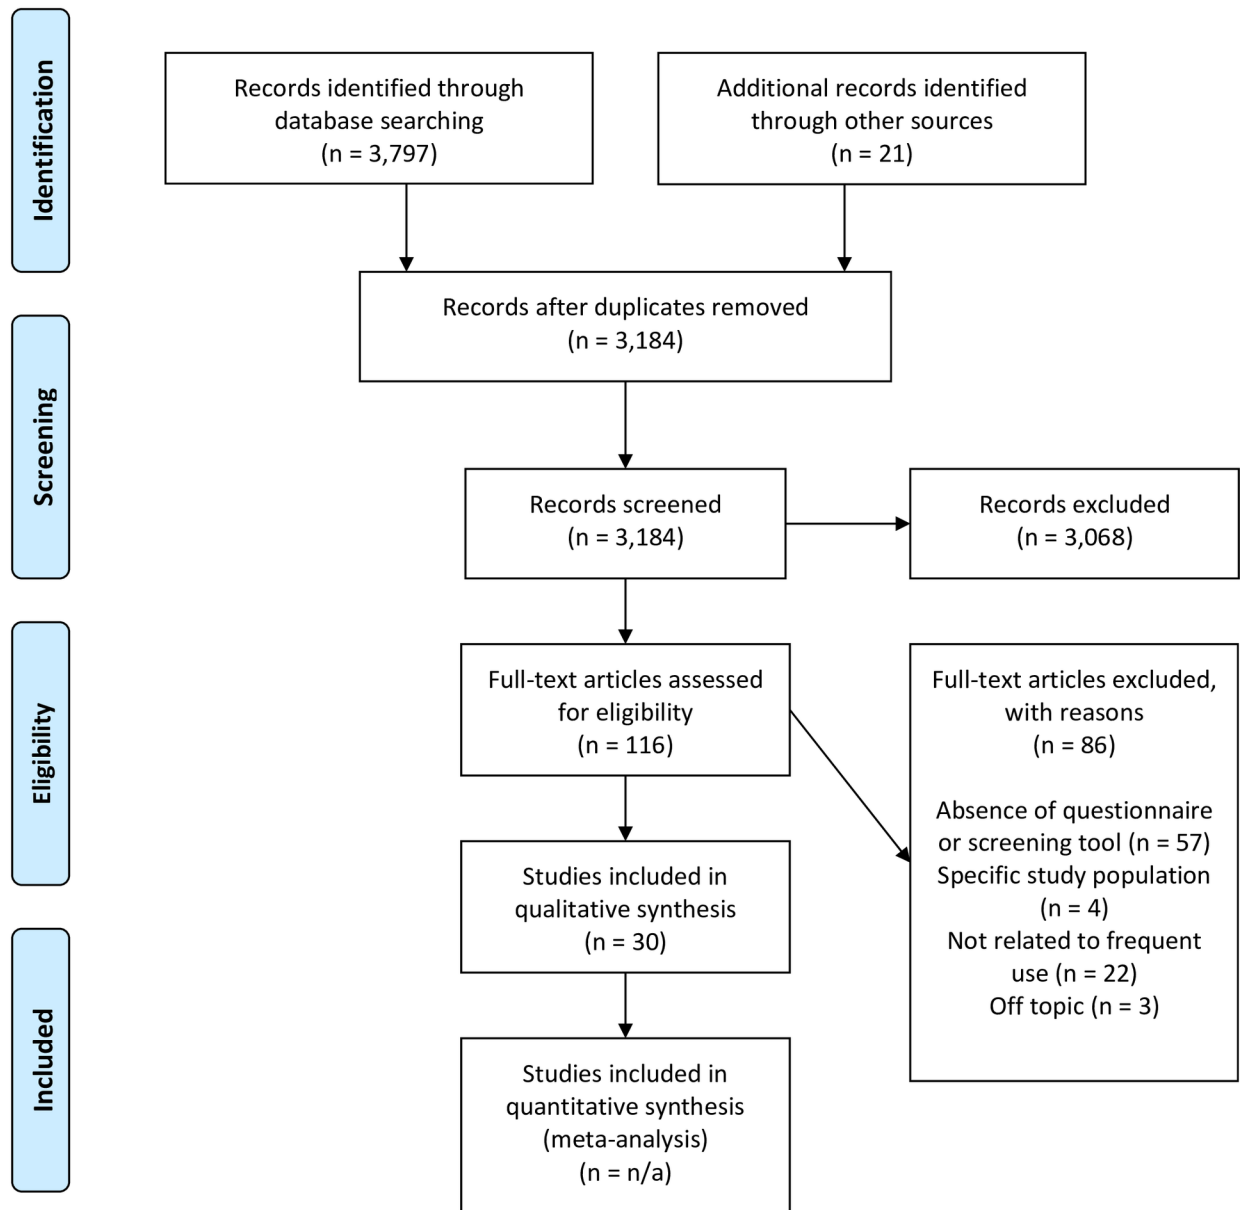 Identification
Records identified through
database searching
(n = 3,797)
Additional records identified
through other sources
(n = 21)
Records after duplicates removed
(n = 3,184)
Screening
Records screened
(n = 3,184)
Records excluded
(n = 3,068)
Eligibility
Full-text articles assessed
for eligibility
(n = 116)
Full-text articles excluded,
with reasons
(n = 86)
Absence of questionnaire
or screening tool (n = 57)
Specific study population
(n = 4)
Not related to frequent
use (n = 22)
Off topic (n = 3)
Studies included in
qualitative synthesis
(n = 30)
Included
Studies included in
quantitative synthesis
(meta-analysis)
(n = n/a)